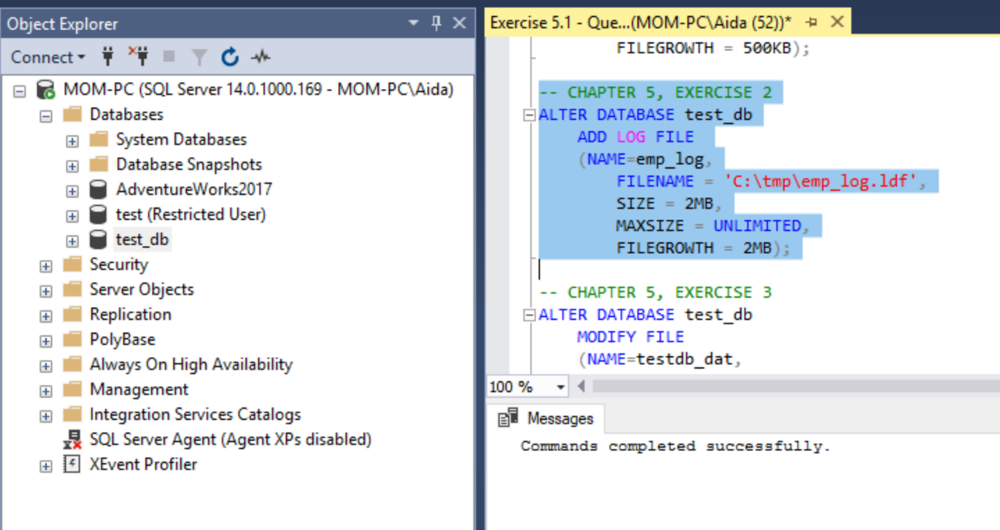 Object Explorer
Connect
MOM-PC (SQL Server 14.0.1000.169 - MOM-PC\Aida)
Databases
System Databases
Database Snapshots
AdventureWorks2017
test (Restricted User)
test_db
Security
Server Objects
Replication
PolyBase
Always On High Availability
Management
Integration Services Catalogs
SQL Server Agent (Agent XPs disabled)
XEvent Profiler
Exercise 5.1 - Que...(MOM-PC\Aida (52))*
FILEGROWTH = 500KB);
-- CHAPTER 5, EXERCISE 2
ALTER DATABASE test_db
ADD LOG FILE
(NAME=emp_log,
FILENAME = 'C:\tmp\emp_log.ldf',
SIZE = 2MB,
MAXSIZE = UNLIMITED,
FILEGROWTH = 2MB);
-- CHAPTER 5, EXERCISE 3
ALTER DATABASE test_db
MODIFY FILE
(NAME=testdb_dat,
100 %
Messages
Commands completed successfully.